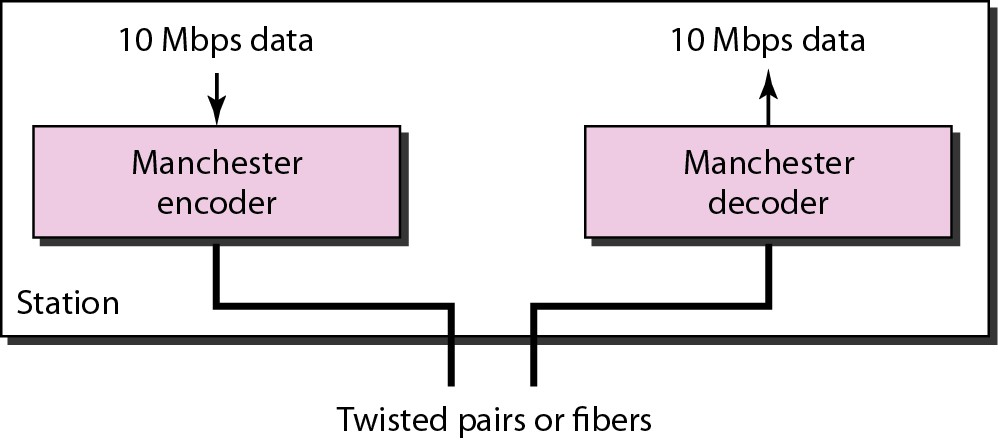 10 Mbps data
10 Mbps data
Manchester
encoder
Manchester
decoder
Station
Twisted pairs or fibers